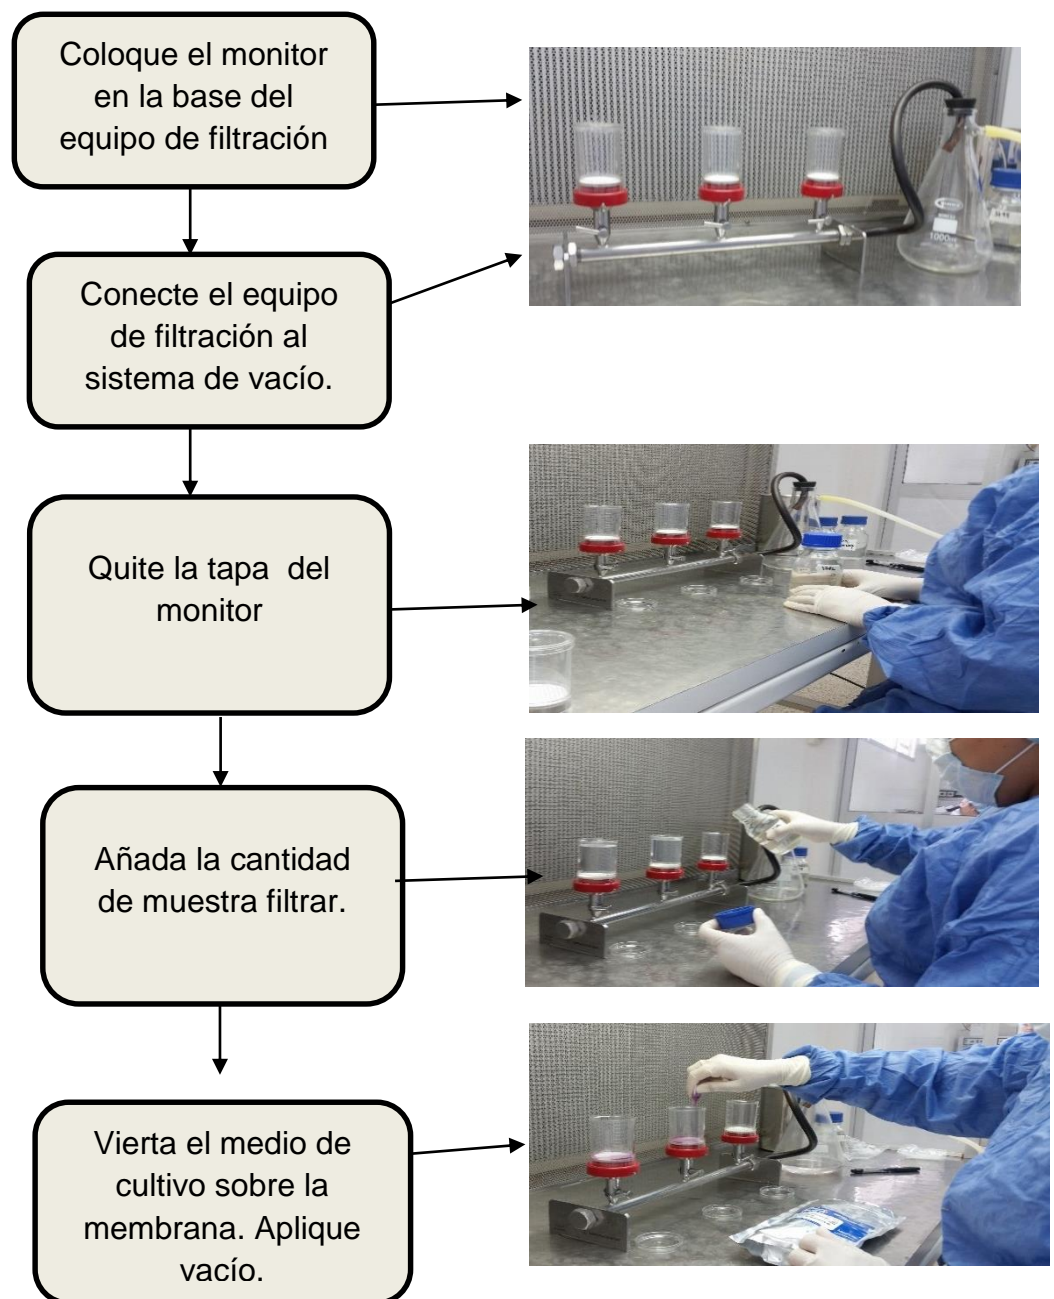 Coloque el monitor
en la base del
equipo de filtración
Conecte el equipo
de filtración al
sistema de vacío.
Quite la tapa  del
monitor
Añada la cantidad
de muestra filtrar.
Vierta el medio de
cultivo sobre la
membrana. Aplique
vacío.
1000